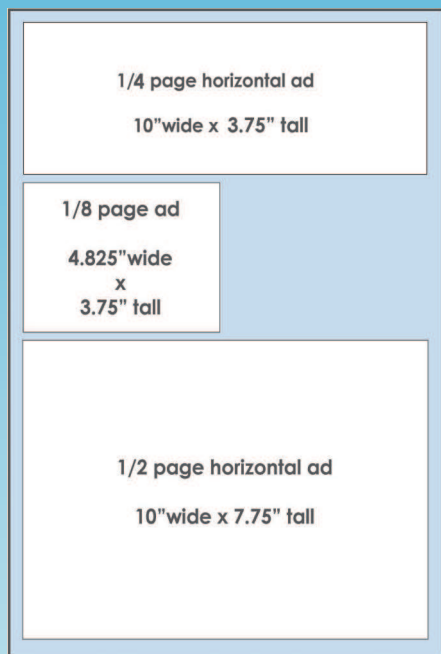 1/4 page horizontal ad
10"wide x 3.75" tall
1/8 page ad
4.825"wide
x
3.75" tall
1/2 page horizontal ad
10"wide x 7.75" tall